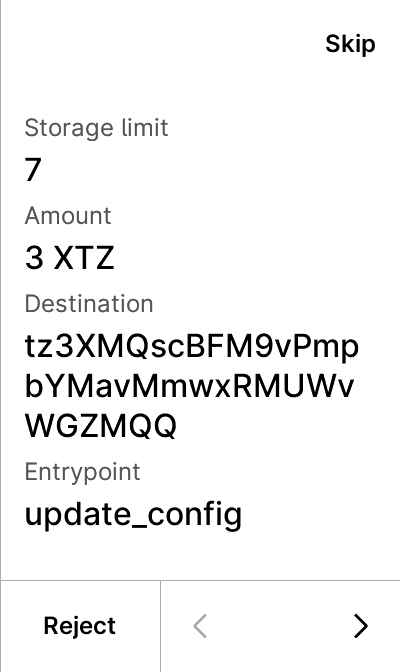 Skip
Storage limit
7
Amount
3 XTZ
Destination
tz3XMQscBFM9vPmp
bYMavMmwxRMUWv
WGZMQQ
Entrypoint
update_config
Reject